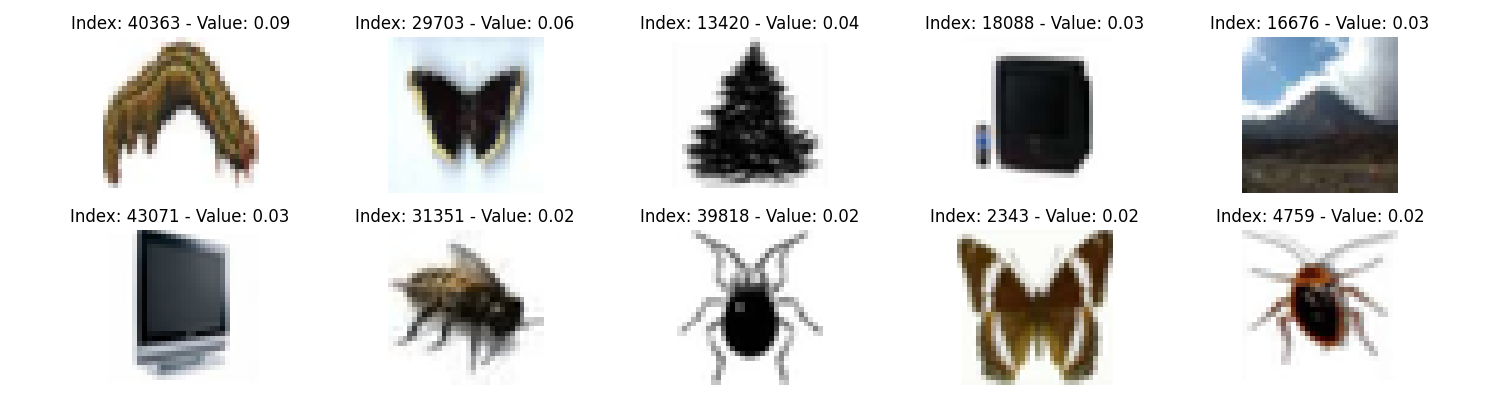 Index: 40363 - Value: 0.09
Index: 29703 - Value: 0.06
Index: 13420 - Value: 0.04
Index: 18088 - Value: 0.03
Index: 16676 - Value: 0.03
Index: 43071 - Value: 0.03
Index: 31351 - Value: 0.02
Index: 39818 - Value: 0.02
Index: 2343 - Value: 0.02
Index: 4759 - Value: 0.02